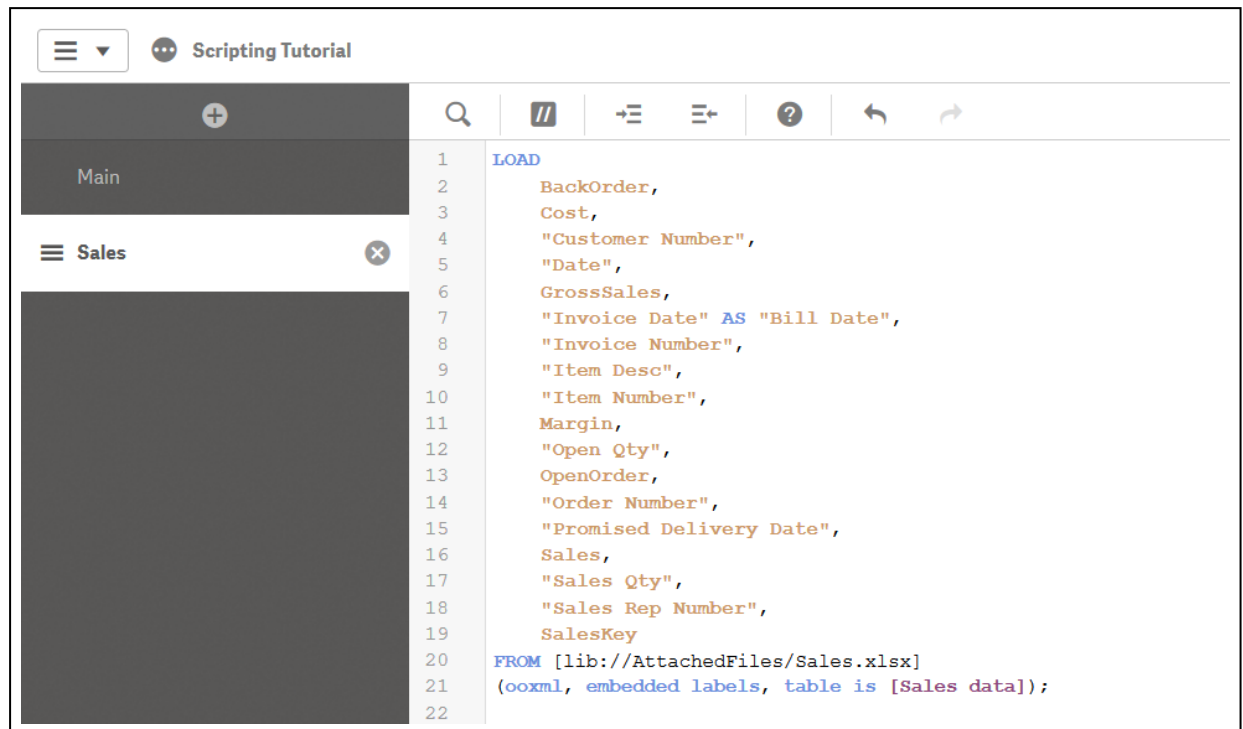 Scripting Tutorial
//
?
Main
Sales
1 LOAD
2 BackOrder,
3 Cost,
4 "Customer Number",
5 "Date",
6 GrossSales,
7 "Invoice Date" AS "Bill Date",
8 "Invoice Number",
9 "Item Desc",
10 "Item Number",
11 Margin,
12 "Open Qty",
13 OpenOrder,
14 "Order Number",
15 "Promised Delivery Date",
16 Sales,
17 "Sales Qty",
18 "Sales Rep Number",
19 SalesKey
20 FROM [lib://AttachedFiles/Sales.xlsx]
21 (ooxml, embedded labels, table is [Sales data]);
22